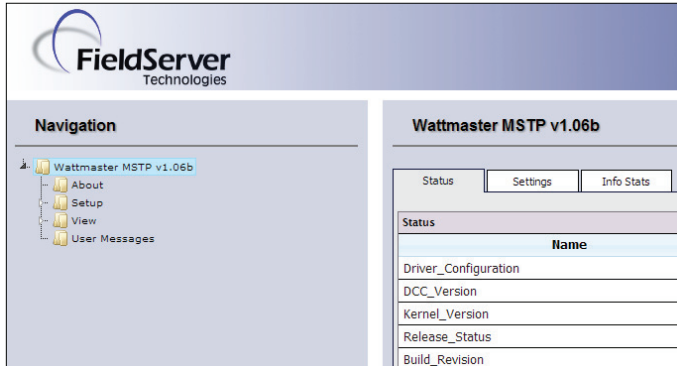 FieldServer
Technologies
Navigation
Wattmaster MSTP v1.06b
About
Setup
View
User Messages
Wattmaster MSTP v1.06b
Status
Settings
Info Stats
Status
Name
Driver_Configuration
DCC_Version
Kernel_Version
Release_Status
Build_Revision